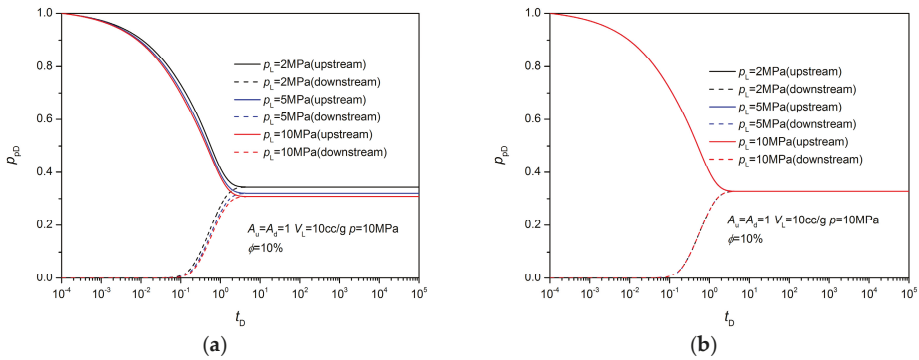 1.0
0.8
0.6
0.4
0.2
0.0
p_pD
p_L=2MPa(upstream)
p_L=2MPa(downstream)
p_L=5MPa(upstream)
p_L=5MPa(downstream)
p_L=10MPa(upstream)
p_L=10MPa(downstream)
A_u=A_d=1 V_L=10cc/g p=10MPa
ϕ=10%
10^-4 10^-3 10^-2 10^-1 10^0 10^1 10^2 10^3 10^4 10^5
t_D
(a)
1.0
0.8
0.6
0.4
0.2
0.0
p_pD
p_L=2MPa(upstream)
p_L=2MPa(downstream)
p_L=5MPa(upstream)
p_L=5MPa(downstream)
p_L=10MPa(upstream)
p_L=10MPa(downstream)
A_u=A_d=1 V_L=10cc/g p=10MPa
ϕ=10%
10^-4 10^-3 10^-2 10^-1 10^0 10^1 10^2 10^3 10^4 10^5
t_D
(b)